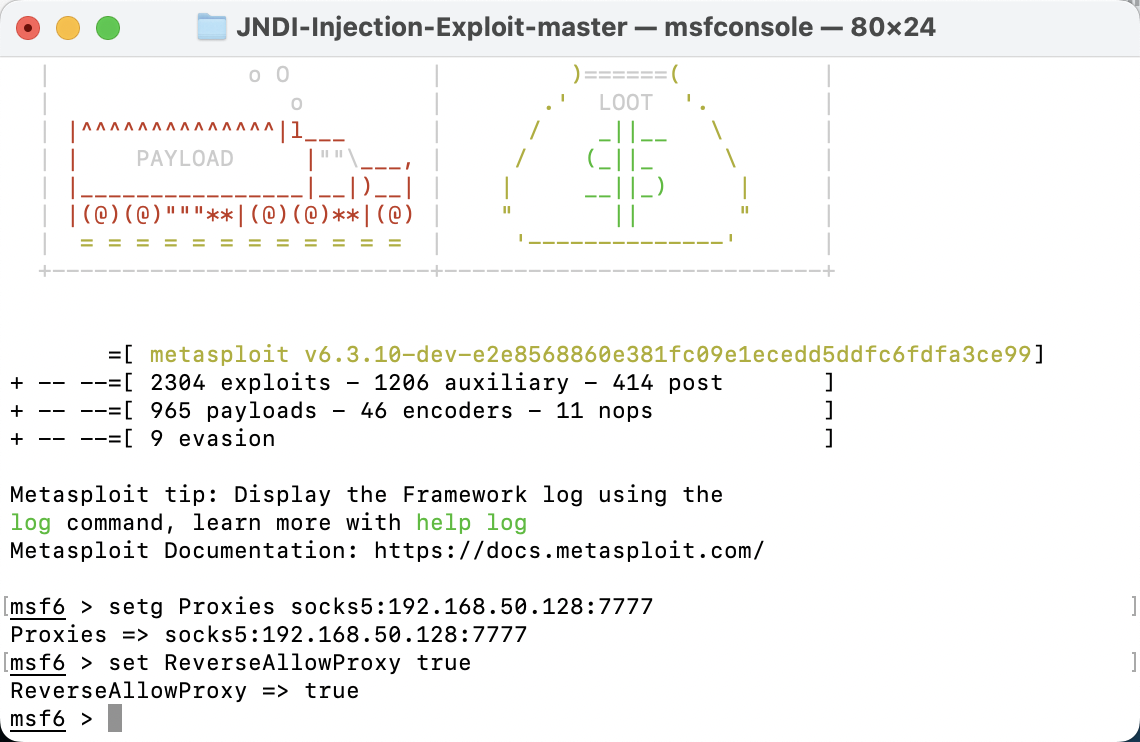 JNDI-Injection-Exploit-master — msfconsole — 80×24
|              o O          |         )======(          |
|                 o         |       .'  LOOT  '.        |
| |^^^^^^^^^^^^^^|l___       |      /    _||__   \       |
| |    PAYLOAD     |""\___, |     /    (_||_     \      |
| |________________|__|)__| |    |     __||_)     |     |
| |(@)(@)"""**|(@)(@)**|(@) |    "       ||       "     |
|  = = = = = = = = = = = =  |     '--------------'      |
+---------------------------+---------------------------+
=[ metasploit v6.3.10-dev-e2e8568860e381fc09e1ecedd5ddfc6fdfa3ce99]
+ -- --=[ 2304 exploits - 1206 auxiliary - 414 post       ]
+ -- --=[ 965 payloads - 46 encoders - 11 nops            ]
+ -- --=[ 9 evasion                                       ]
Metasploit tip: Display the Framework log using the
log command, learn more with help log
Metasploit Documentation: https://docs.metasploit.com/
[msf6 > setg Proxies socks5:192.168.50.128:7777 ]
Proxies => socks5:192.168.50.128:7777
[msf6 > set ReverseAllowProxy true ]
ReverseAllowProxy => true
msf6 >